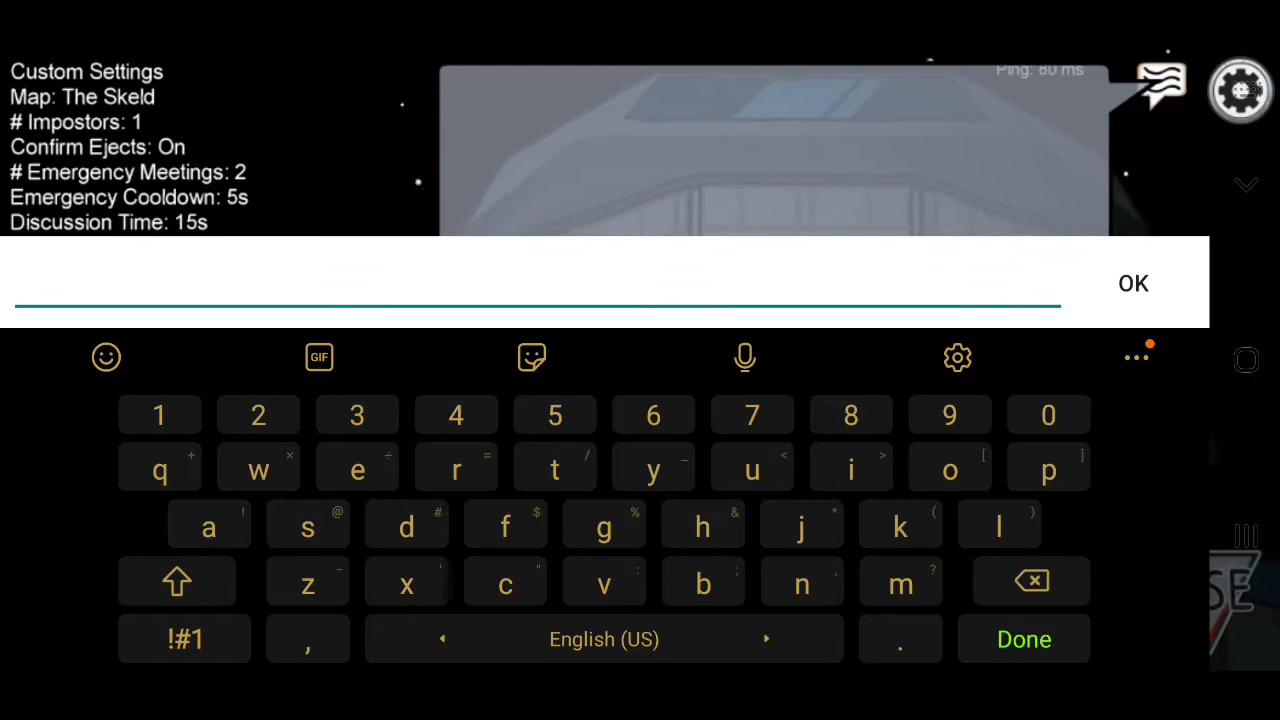 Custom Settings
Map: The Skeld
# Impostors: 1
Confirm Ejects: On
# Emergency Meetings: 2
Emergency Cooldown: 5s
Discussion Time: 15s
Ping: 80 ms
OK
GIF
1 2 3 4 5 6 7 8 9 0
q + w × e ÷ r = t / y _ u < i > o [ p ]
a ! s @ d # f $ g % h & j * k ( l )
z - x ' c " v : b ; n , m ?
!#1 , English (US) . Done
SE